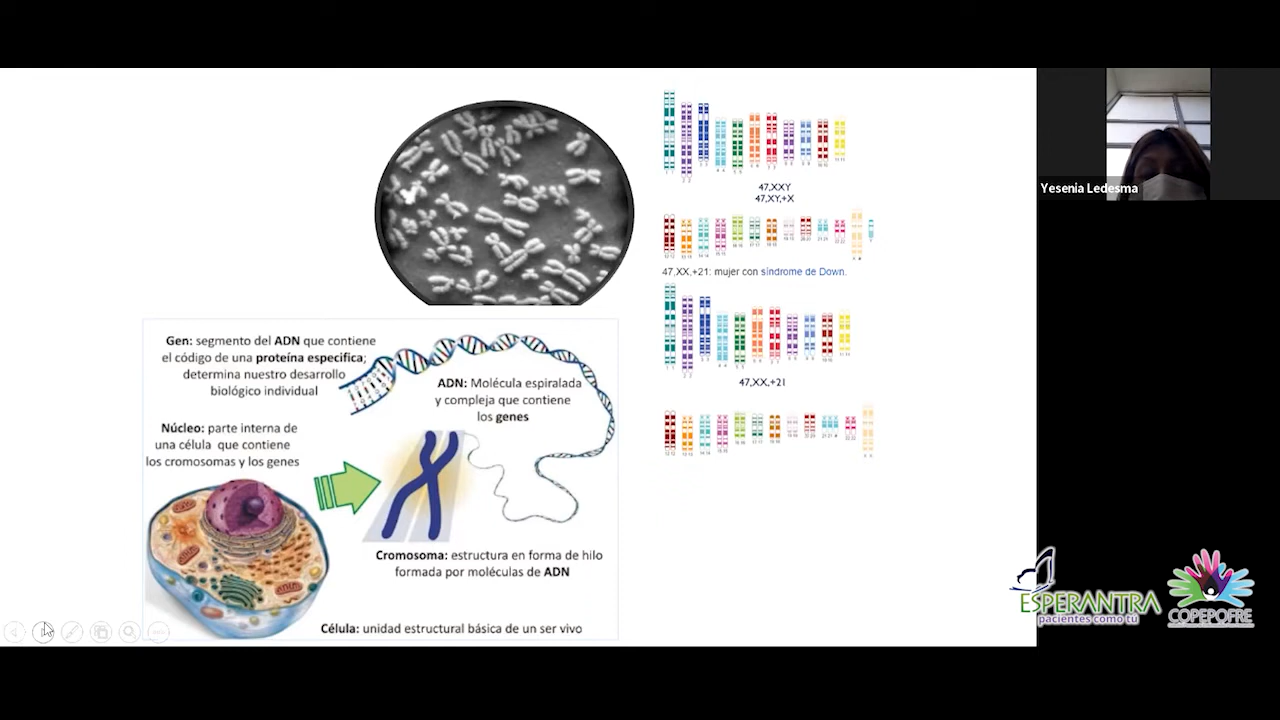 Yesenia Ledesma
47,XXY
47,XY,+X
47,XX,+21: mujer con síndrome de Down.
47,XX,+21
Gen: segmento del ADN que contiene
el código de una proteína especifica;
determina nuestro desarrollo
biológico individual
ADN: Molécula espiralada
y compleja que contiene
los genes
Núcleo: parte interna de
una célula que contiene
los cromosomas y los genes
Cromosoma: estructura en forma de hilo
formada por moléculas de ADN
Célula: unidad estructural básica de un ser vivo
ESPERANTRA
pacientes como tú
COPEPOFRE